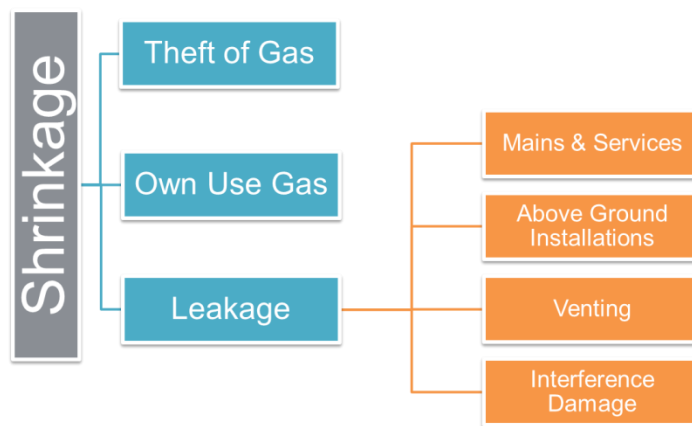 Shrinkage
Theft of Gas
Own Use Gas
Leakage
Mains & Services
Above Ground
Installations
Venting
Interference
Damage